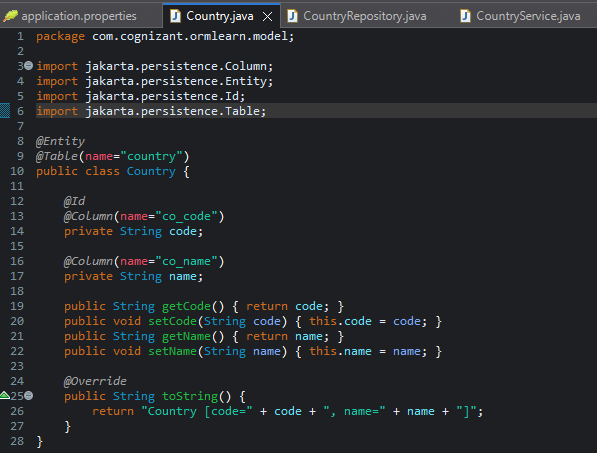 application.properties Country.java CountryRepository.java CountryService.java
1 package com.cognizant.ormlearn.model;
2
3 import jakarta.persistence.Column;
4 import jakarta.persistence.Entity;
5 import jakarta.persistence.Id;
6 import jakarta.persistence.Table;
7
8 @Entity
9 @Table(name="country")
10 public class Country {
11
12 @Id
13 @Column(name="co_code")
14 private String code;
15
16 @Column(name="co_name")
17 private String name;
18
19 public String getCode() { return code; }
20 public void setCode(String code) { this.code = code; }
21 public String getName() { return name; }
22 public void setName(String name) { this.name = name; }
23
24 @Override
25 public String toString() {
26 return "Country [code=" + code + ", name=" + name + "]";
27 }
28 }